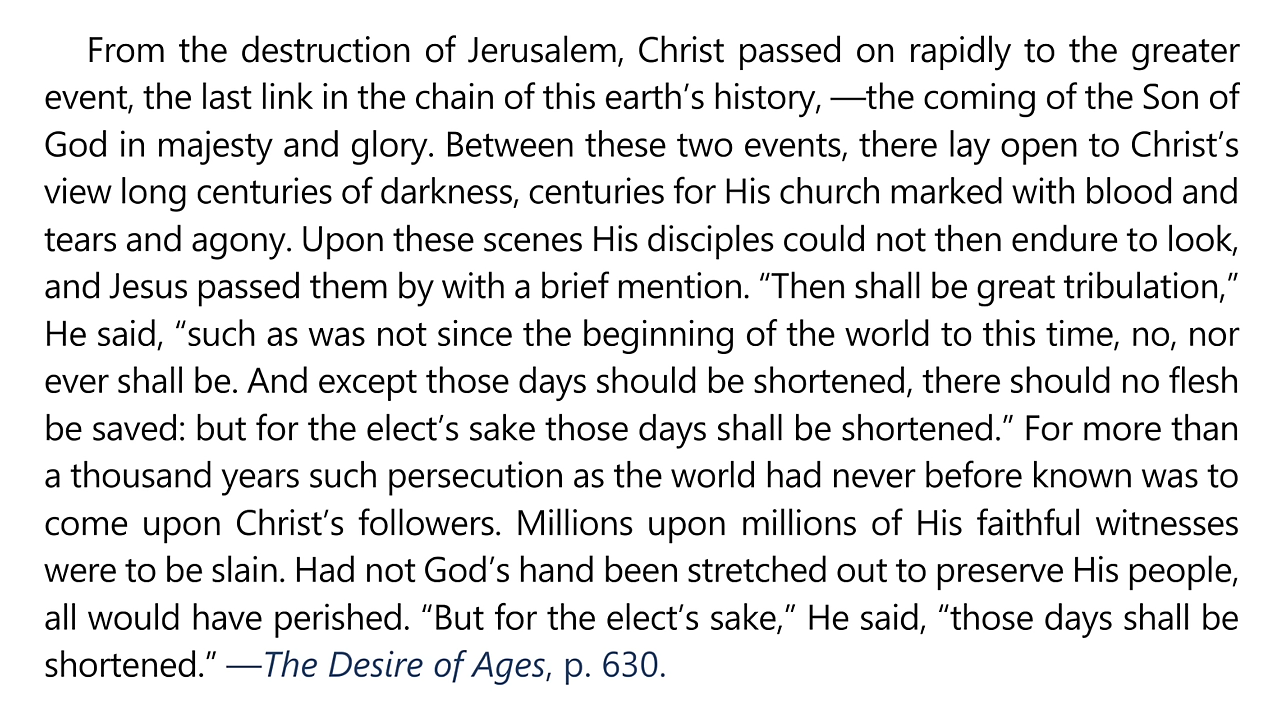 From the destruction of Jerusalem, Christ passed on rapidly to the greater
event, the last link in the chain of this earth’s history, —the coming of the Son of
God in majesty and glory. Between these two events, there lay open to Christ’s
view long centuries of darkness, centuries for His church marked with blood and
tears and agony. Upon these scenes His disciples could not then endure to look,
and Jesus passed them by with a brief mention. “Then shall be great tribulation,”
He said, “such as was not since the beginning of the world to this time, no, nor
ever shall be. And except those days should be shortened, there should no flesh
be saved: but for the elect’s sake those days shall be shortened.” For more than
a thousand years such persecution as the world had never before known was to
come upon Christ’s followers. Millions upon millions of His faithful witnesses
were to be slain. Had not God’s hand been stretched out to preserve His people,
all would have perished. “But for the elect’s sake,” He said, “those days shall be
shortened.” —The Desire of Ages, p. 630.